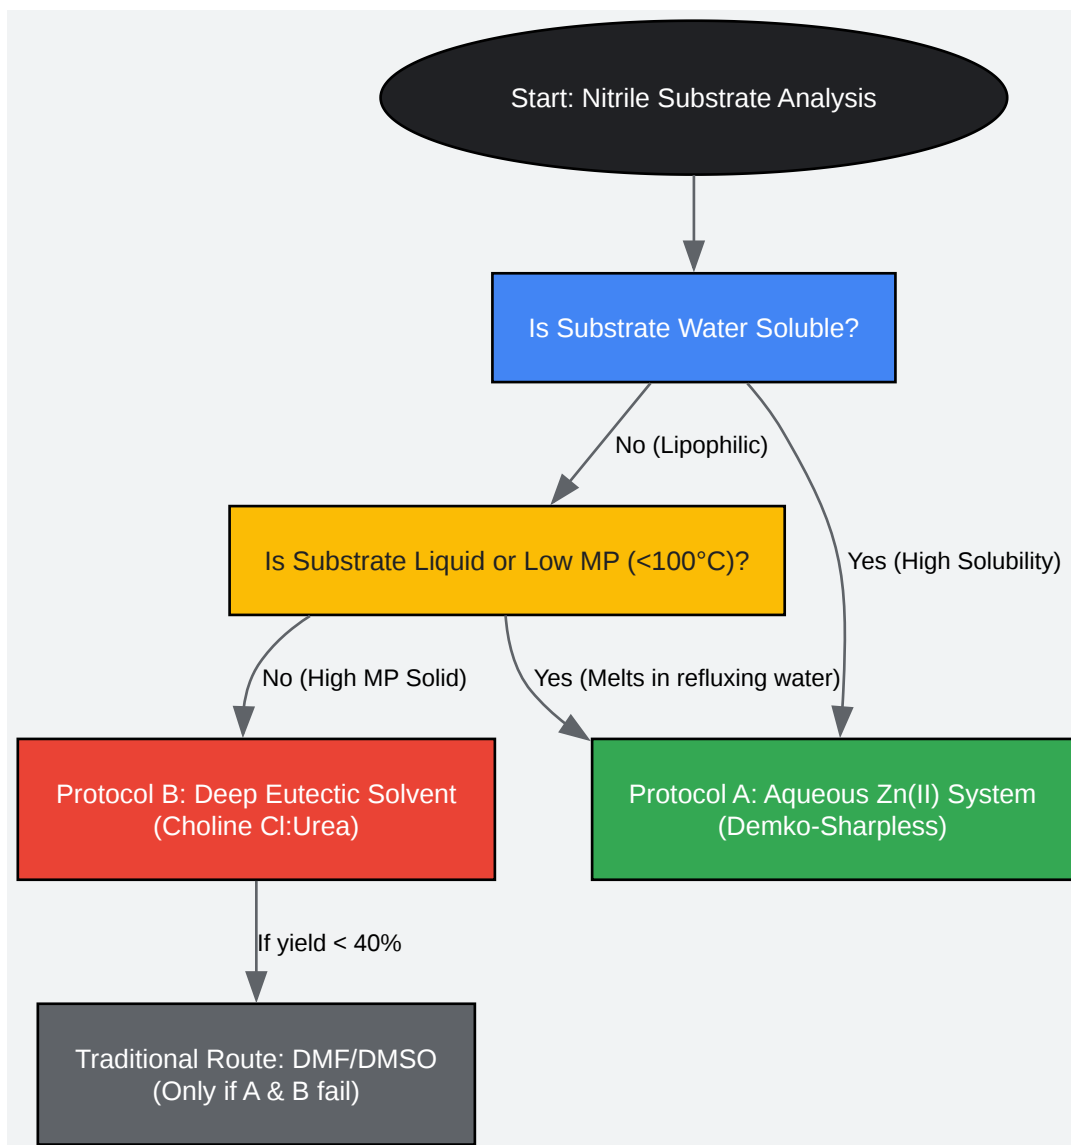 Start: Nitrile Substrate Analysis
Is Substrate Water Soluble?
No (Lipophilic)
Is Substrate Liquid or Low MP (<100°C)?
Yes (High Solubility)
No (High MP Solid)
Yes (Melts in refluxing water)
Protocol B: Deep Eutectic Solvent
(Choline Cl:Urea)
Protocol A: Aqueous Zn(II) System
(Demko-Sharpless)
If yield < 40%
Traditional Route: DMF/DMSO
(Only if A & B fail)